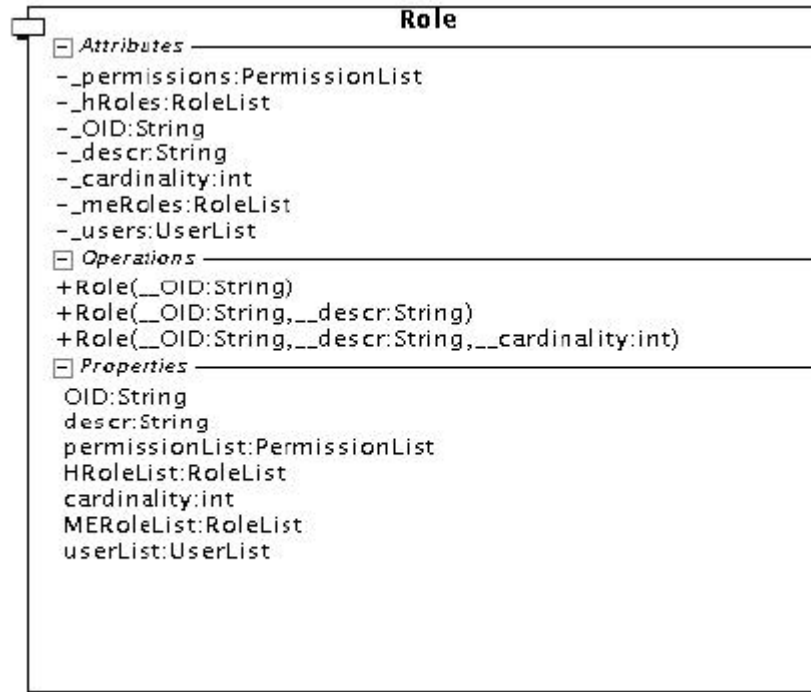 Role
Attributes
-_permissions:PermissionList
-_hRoles:RoleList
-_OID:String
-_descr:String
-_cardinality:int
-_meRoles:RoleList
-_users:UserList
Operations
+Role(__OID:String)
+Role(__OID:String,__descr:String)
+Role(__OID:String,__descr:String,__cardinality:int)
Properties
OID:String
descr:String
permissionList:PermissionList
HRoleList:RoleList
cardinality:int
MERoleList:RoleList
userList:UserList